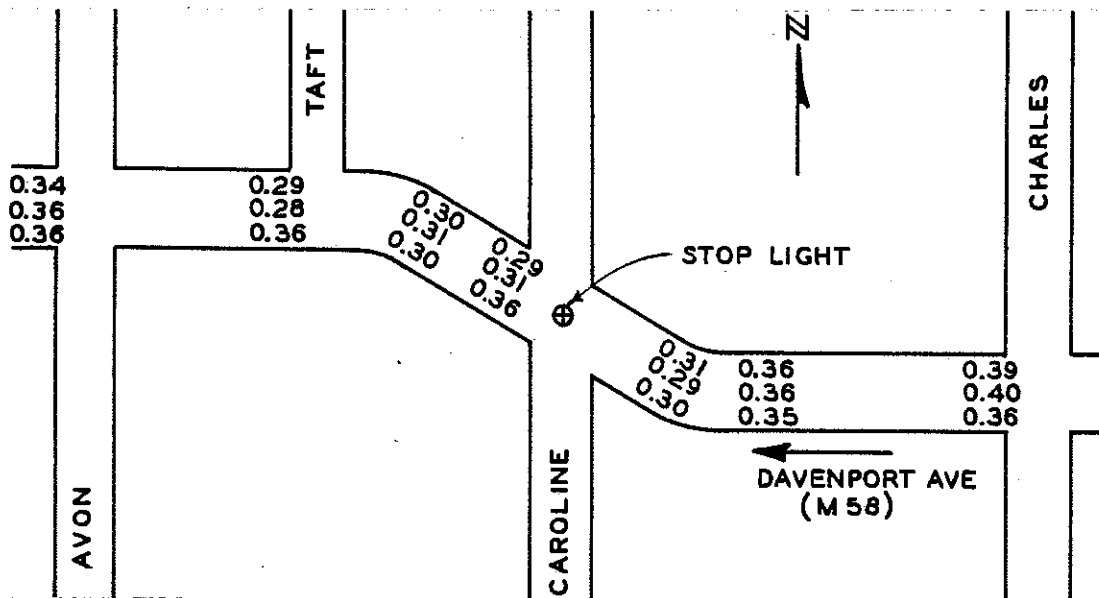 N
TAFT
CHARLES
0.34
0.36
0.36
0.29
0.28
0.36
0.30
0.31
0.30
0.29
0.31
0.36
STOP LIGHT
0.31
0.29
0.30
0.36
0.36
0.35
0.39
0.40
0.36
DAVENPORT AVE
(M 58)
AVON
CAROLINE